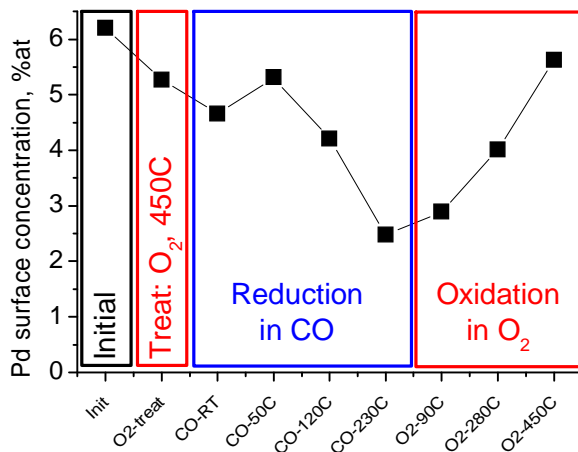 Pd surface concentration, %at
6
5
4
3
2
1
0
Initial
Treat: O₂, 450C
Reduction
in CO
Oxidation
in O₂
Init
O2-treat
CO-RT
CO-50C
CO-120C
CO-230C
O2-90C
O2-280C
O2-450C